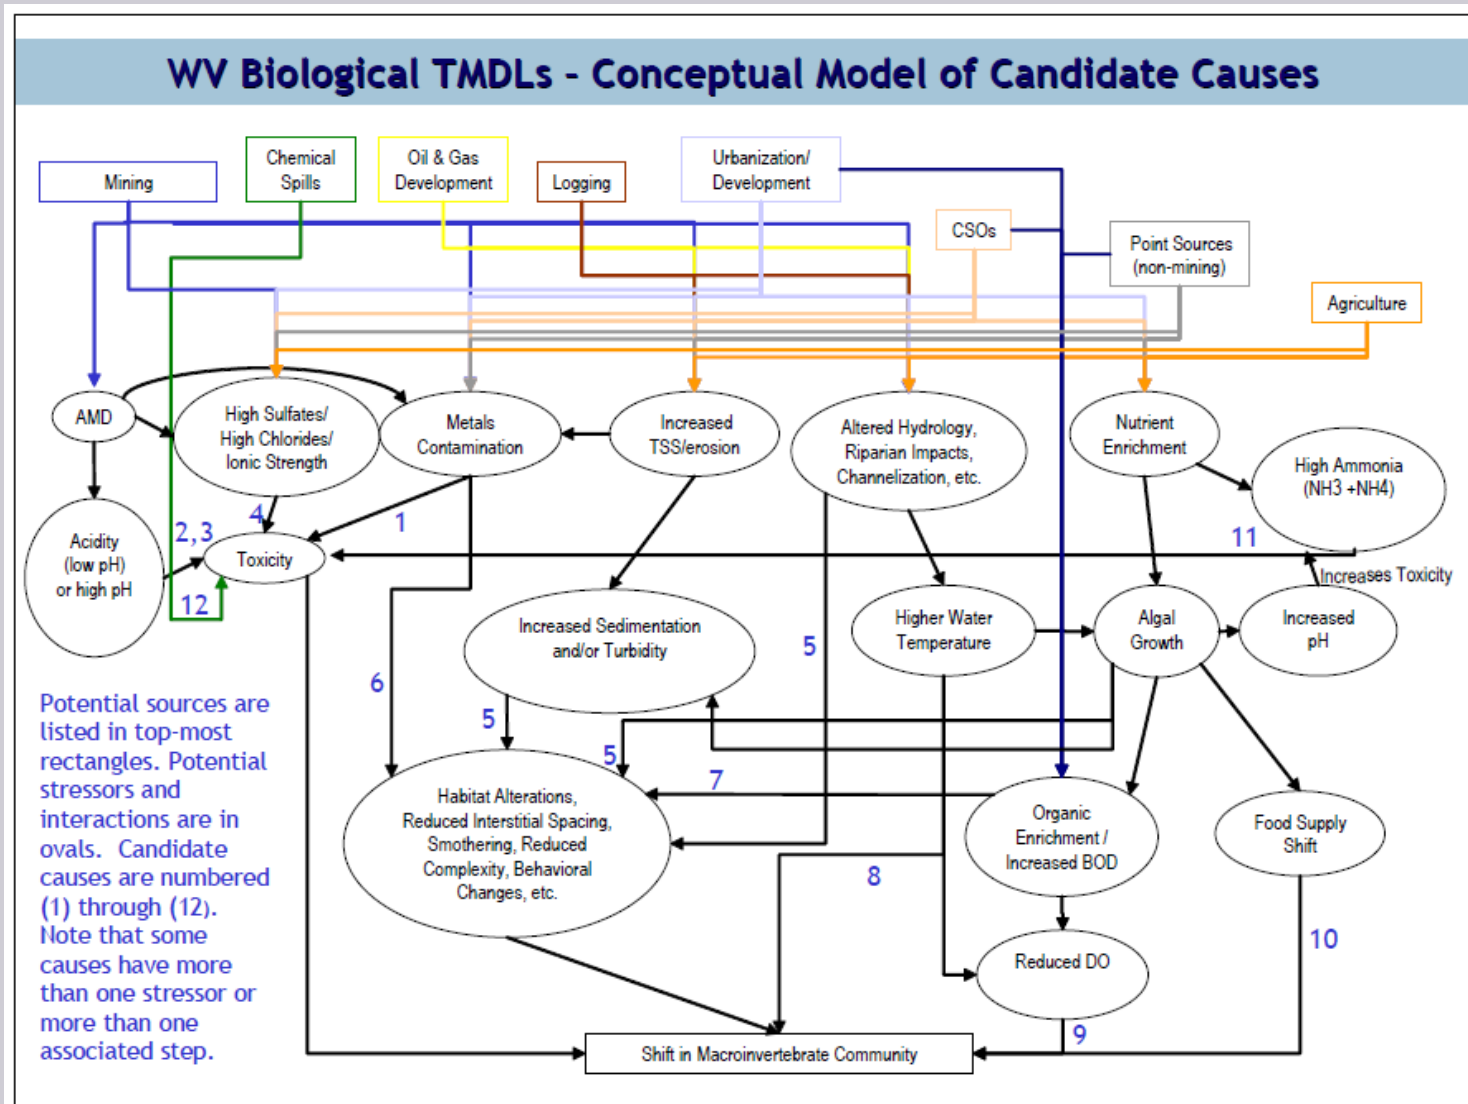 WV Biological TMDLs - Conceptual Model of Candidate Causes
Mining
Chemical
Spills
Oil & Gas
Development
Logging
Urbanization/
Development
CSOs
Point Sources
(non-mining)
Agriculture
AMD
High Sulfates/
High Chlorides/
Ionic Strength
Metals
Contamination
Increased
TSS/erosion
Altered Hydrology,
Riparian Impacts,
Channelization, etc.
Nutrient
Enrichment
High Ammonia
(NH3 +NH4)
Acidity
(low pH)
or high pH
2,3
4
Toxicity
1
11
12
Increases Toxicity
Increased Sedimentation
and/or Turbidity
Higher Water
Temperature
Algal
Growth
Increased
pH
5
6
5
5
7
Potential sources are
listed in top-most
rectangles. Potential
stressors and
interactions are in
ovals. Candidate
causes are numbered
(1) through (12).
Note that some
causes have more
than one stressor or
more than one
associated step.
Habitat Alterations,
Reduced Interstitial Spacing,
Smothering, Reduced
Complexity, Behavioral
Changes, etc.
Organic
Enrichment /
Increased BOD
Food Supply
Shift
8
10
Reduced DO
9
Shift in Macroinvertebrate Community